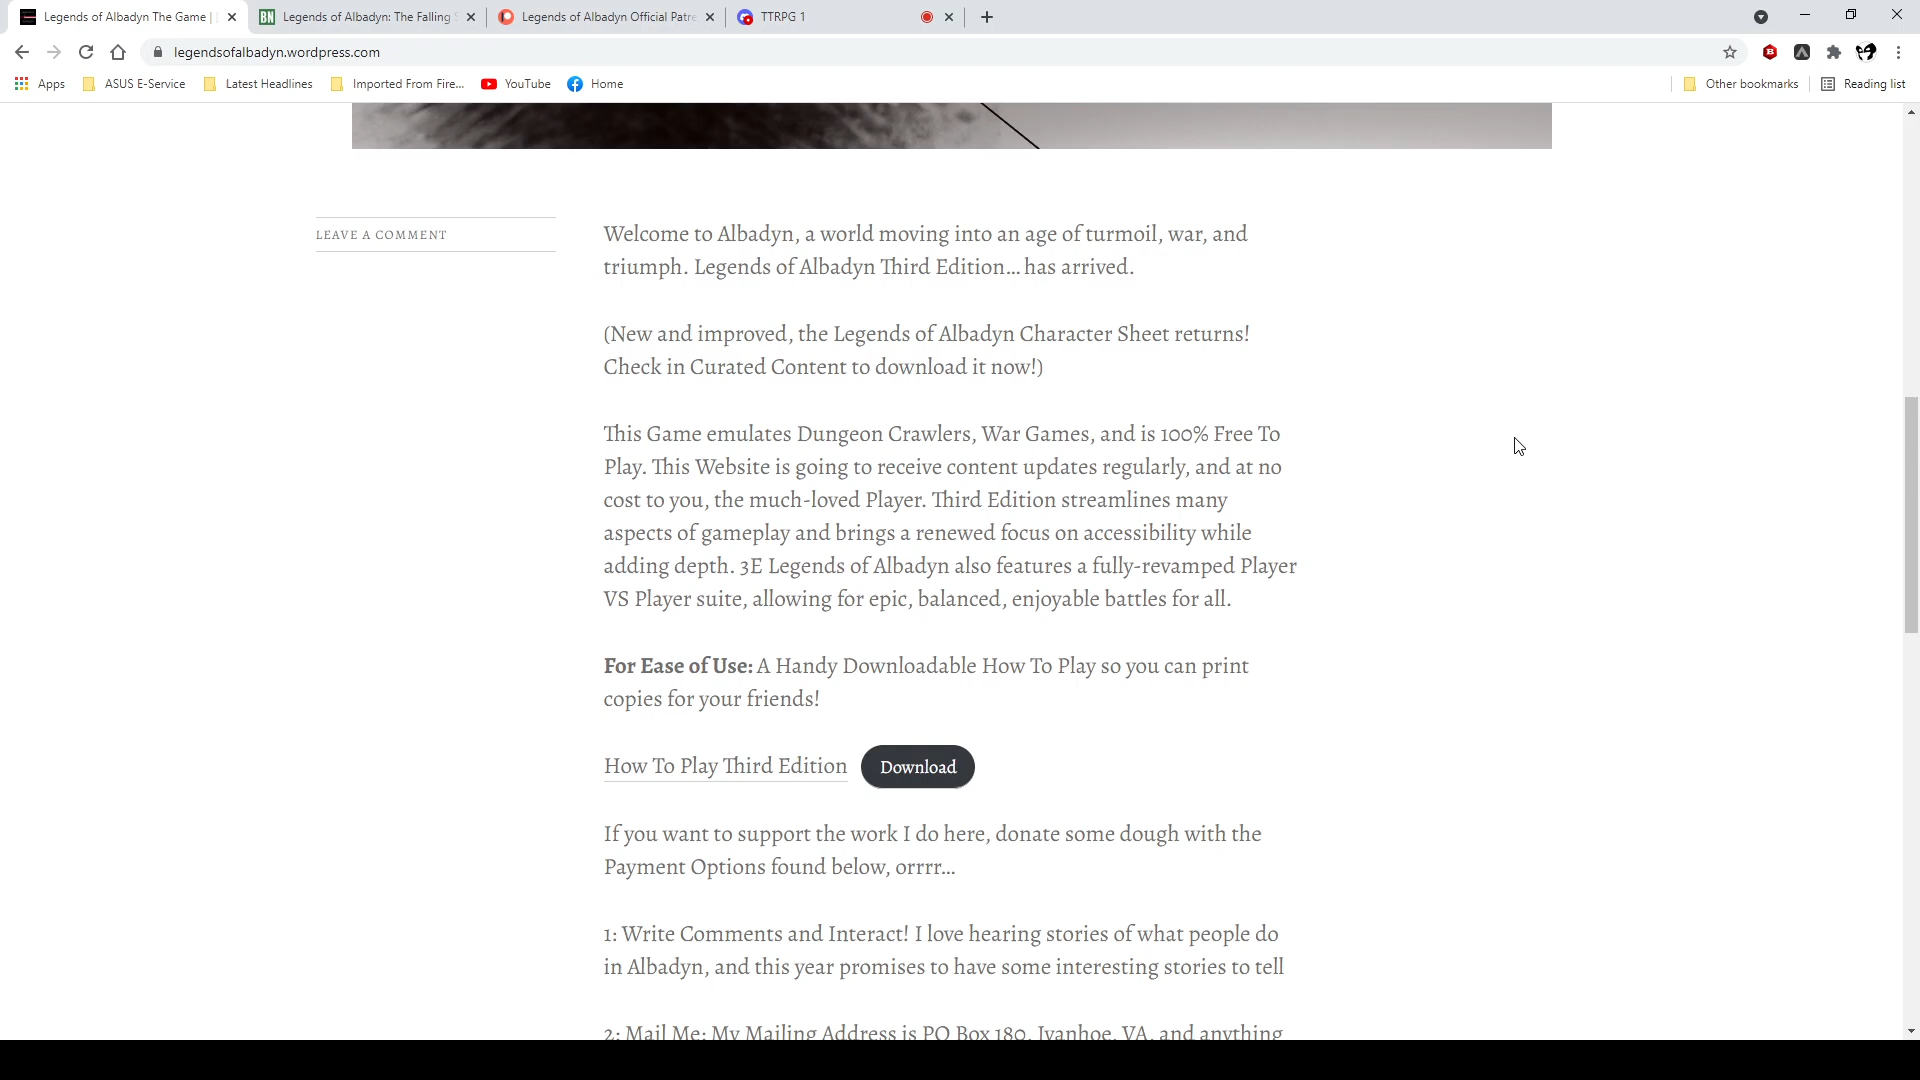 Legends of Albadyn The Game |
Legends of Albadyn: The Falling S
Legends of Albadyn Official Patre
TTRPG 1
legendsofalbadyn.wordpress.com
Apps
ASUS E-Service
Latest Headlines
Imported From Fire...
YouTube
Home
Other bookmarks
Reading list
LEAVE A COMMENT
Welcome to Albadyn, a world moving into an age of turmoil, war, and
triumph. Legends of Albadyn Third Edition... has arrived.
(New and improved, the Legends of Albadyn Character Sheet returns!
Check in Curated Content to download it now!)
This Game emulates Dungeon Crawlers, War Games, and is 100% Free To
Play. This Website is going to receive content updates regularly, and at no
cost to you, the much-loved Player. Third Edition streamlines many
aspects of gameplay and brings a renewed focus on accessibility while
adding depth. 3E Legends of Albadyn also features a fully-revamped Player
VS Player suite, allowing for epic, balanced, enjoyable battles for all.
For Ease of Use: A Handy Downloadable How To Play so you can print
copies for your friends!
How To Play Third Edition Download
If you want to support the work I do here, donate some dough with the
Payment Options found below, orrrr...
1: Write Comments and Interact! I love hearing stories of what people do
in Albadyn, and this year promises to have some interesting stories to tell
2: Mail Me: My Mailing Address is PO Box 180, Ivanhoe, VA, and anything